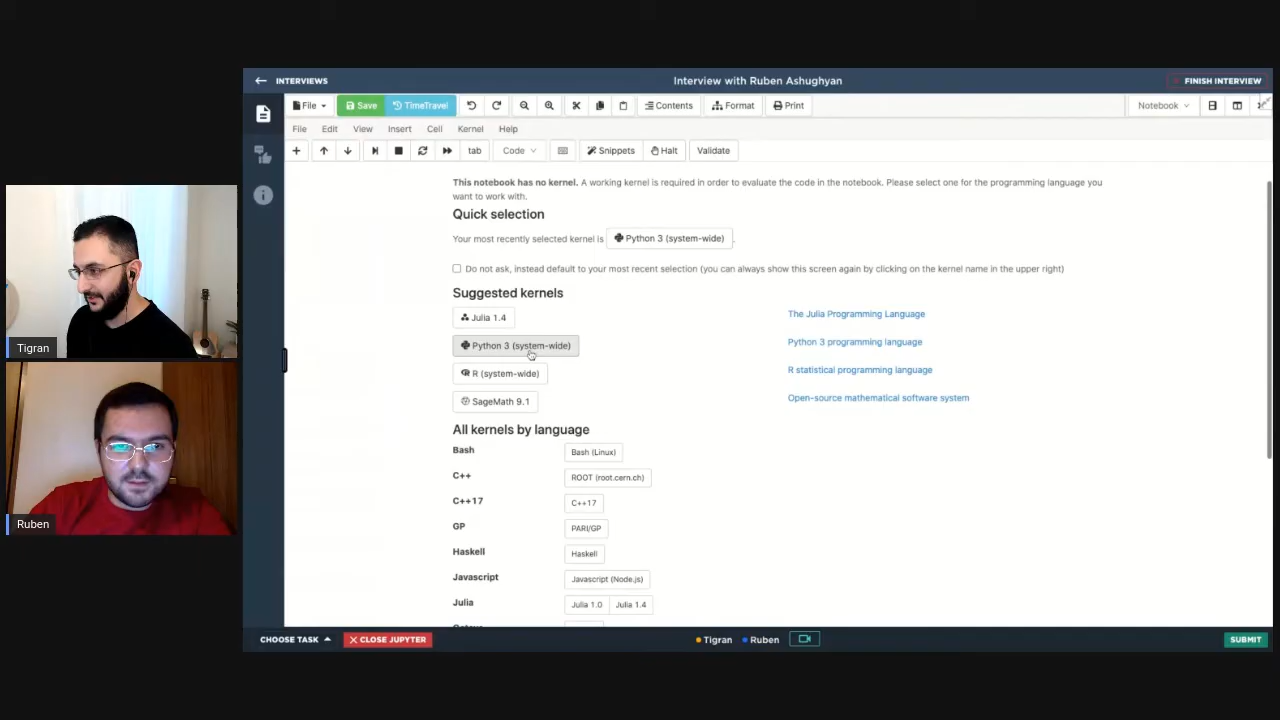 INTERVIEWS
Interview with Ruben Ashughyan
FINISH INTERVIEW
File
Save
TimeTravel
Contents
Format
Print
Notebook
File Edit View Insert Cell Kernel Help
tab
Code
Snippets
Halt
Validate
This notebook has no kernel. A working kernel is required in order to evaluate the code in the notebook. Please select one for the programming language you
want to work with.
Quick selection
Your most recently selected kernel is Python 3 (system-wide) .
Do not ask, instead default to your most recent selection (you can always show this screen again by clicking on the kernel name in the upper right)
Suggested kernels
Julia 1.4 The Julia Programming Language
Python 3 (system-wide) Python 3 programming language
R (system-wide) R statistical programming language
SageMath 9.1 Open-source mathematical software system
All kernels by language
Bash Bash (Linux)
C++ ROOT (root.cern.ch)
C++17 C++17
GP PARI/GP
Haskell Haskell
Javascript Javascript (Node.js)
Julia Julia 1.0 Julia 1.4
Tigran
Ruben
CHOOSE TASK
CLOSE JUPYTER
Tigran
Ruben
SUBMIT